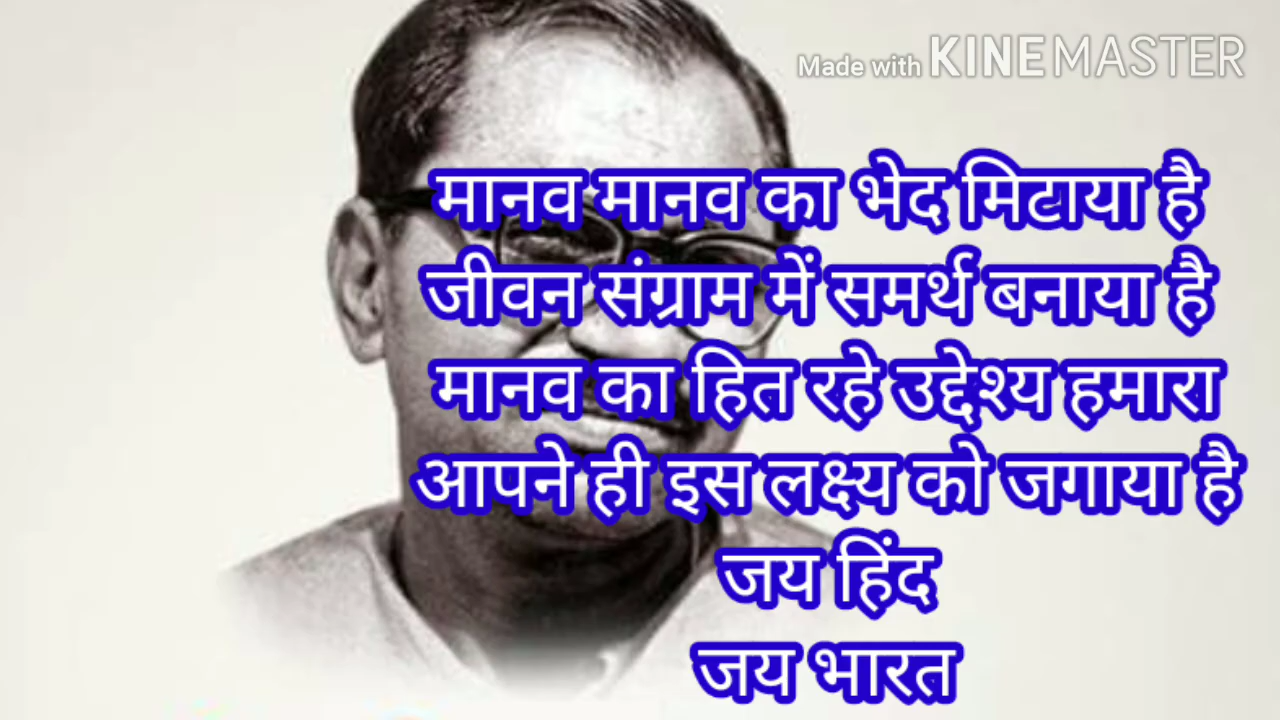 Made with KINEMASTER
मानव मानव का भेद मिटाया है
जीवन संग्राम में समर्थ बनाया है
मानव का हित रहे उद्देश्य हमारा
आपने ही इस लक्ष्य को जगाया है
जय हिंद
जय भारत